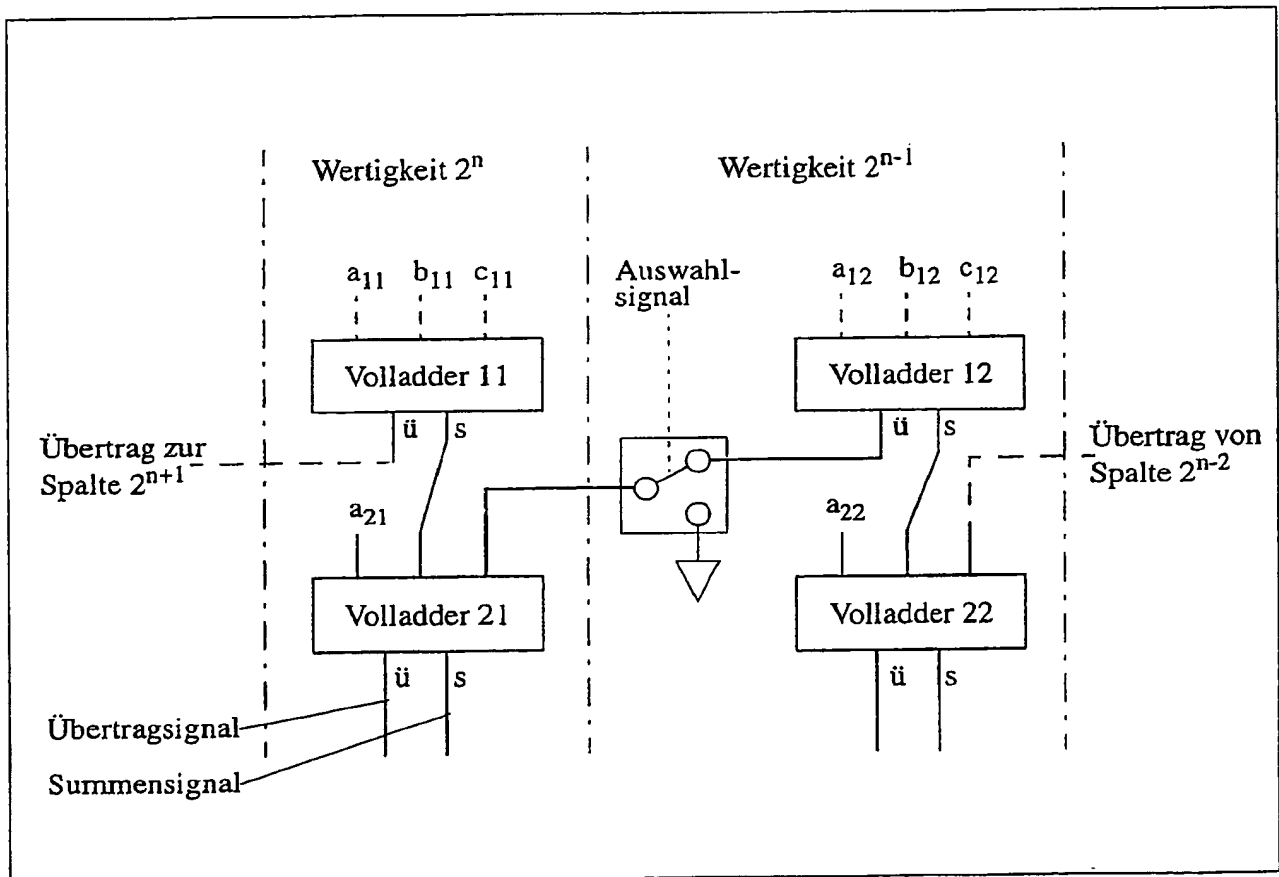 Wertigkeit 2ⁿ
Wertigkeit 2ⁿ⁻¹
a₁₁ b₁₁ c₁₁
Auswahl-
signal
a₁₂ b₁₂ c₁₂
Volladder 11
Volladder 12
ü s
ü s
Übertrag zur
Spalte 2ⁿ⁺¹
Übertrag von
Spalte 2ⁿ⁻²
a₂₁
a₂₂
Volladder 21
Volladder 22
ü s
ü s
Übertragsignal
Summensignal